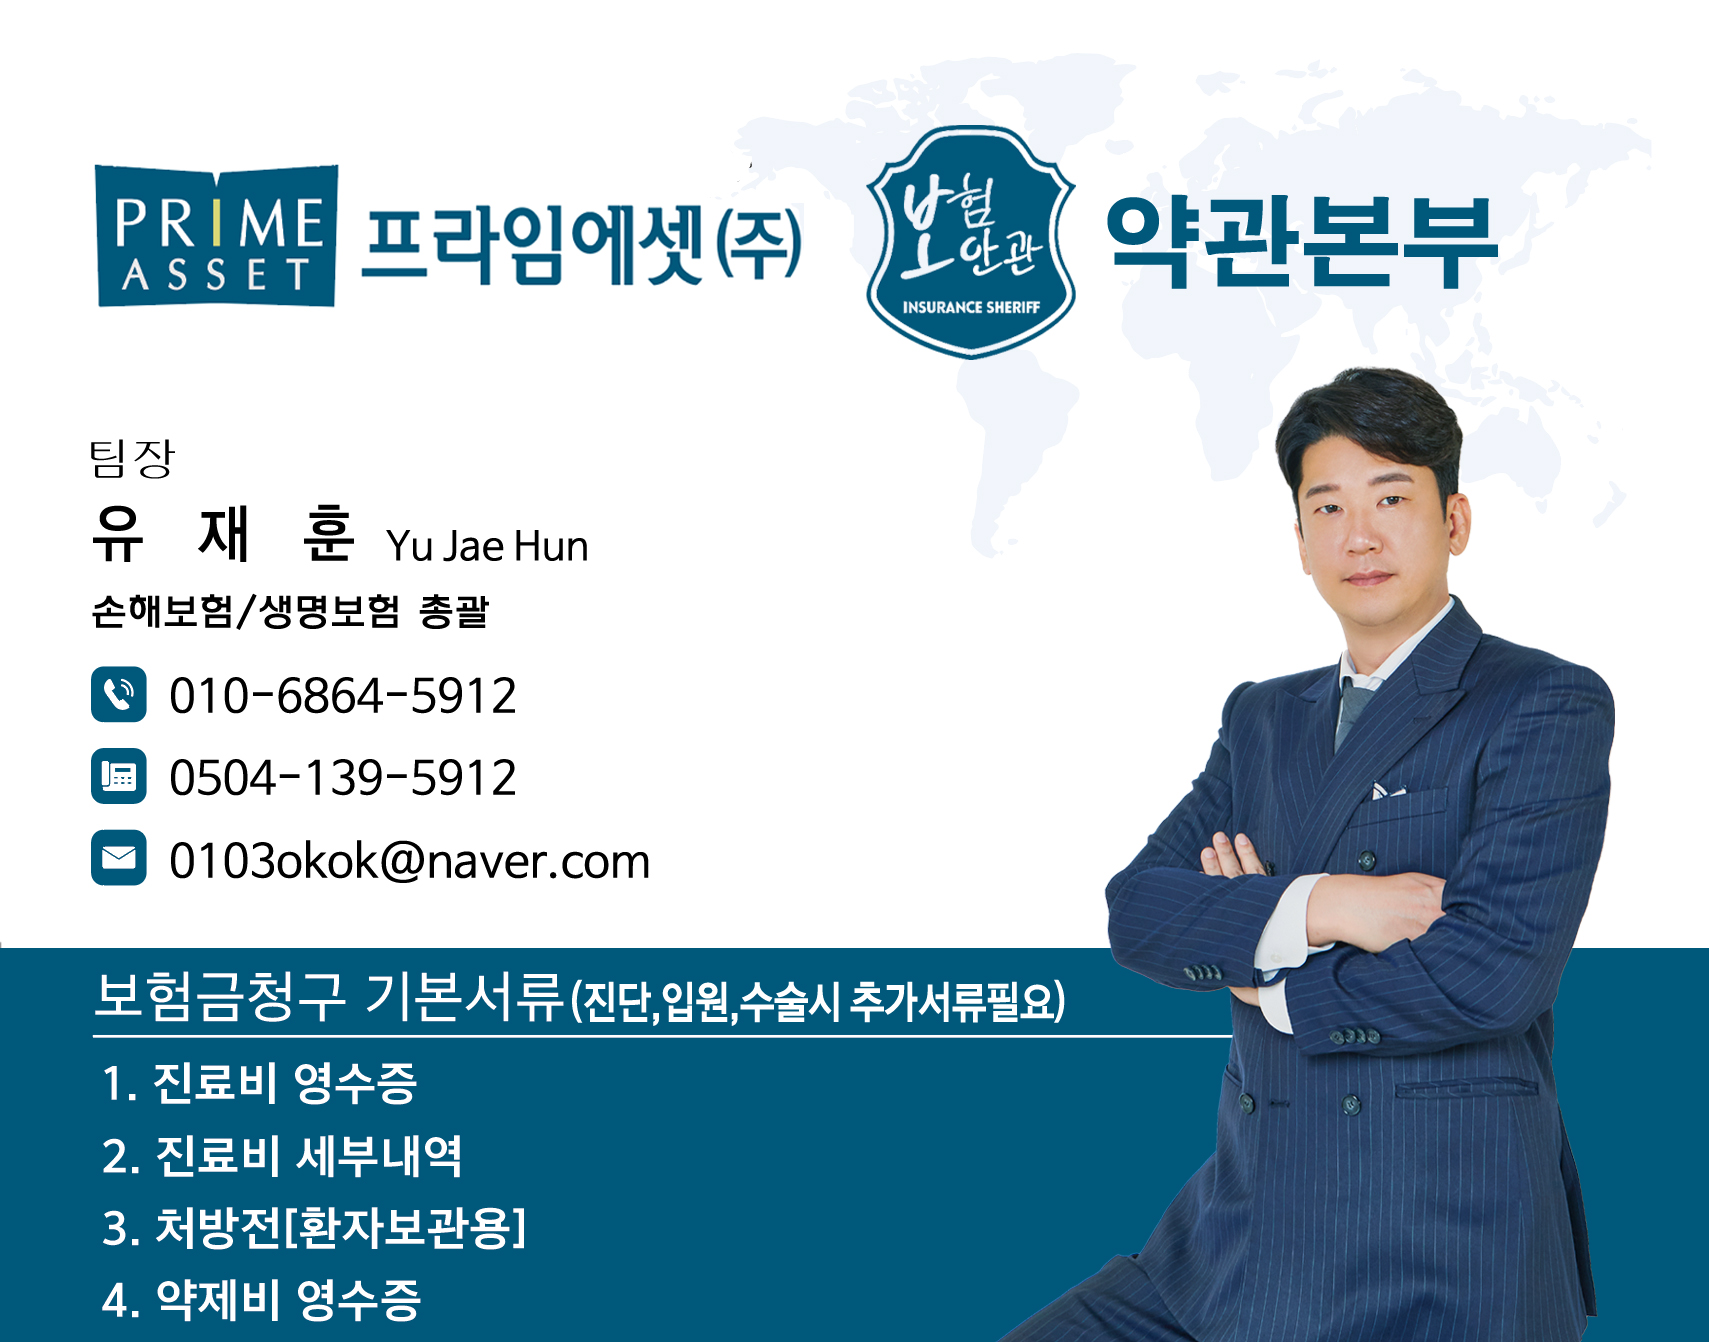 PRIME
ASSET
프라임에셋(주)
보험
보안관
INSURANCE SHERIFF
약관본부
팀장
유 재 훈 Yu Jae Hun
손해보험/생명보험 총괄
010-6864-5912
0504-139-5912
0103okok@naver.com
보험금청구 기본서류(진단,입원,수술시 추가서류필요)
1. 진료비 영수증
2. 진료비 세부내역
3. 처방전[환자보관용]
4. 약제비 영수증